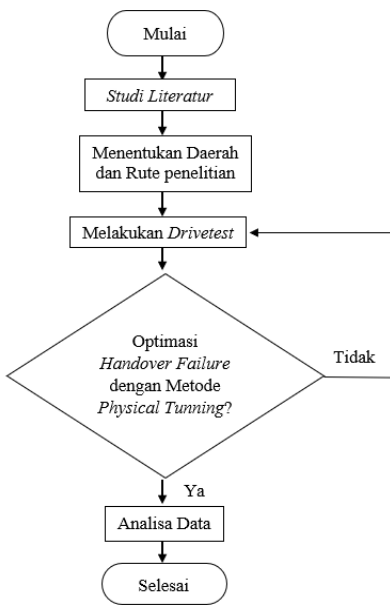 Mulai
Studi Literatur
Menentukan Daerah
dan Rute penelitian
Melakukan Drivetest
Optimasi
Handover Failure
dengan Metode
Physical Tunning?
Tidak
Ya
Analisa Data
Selesai